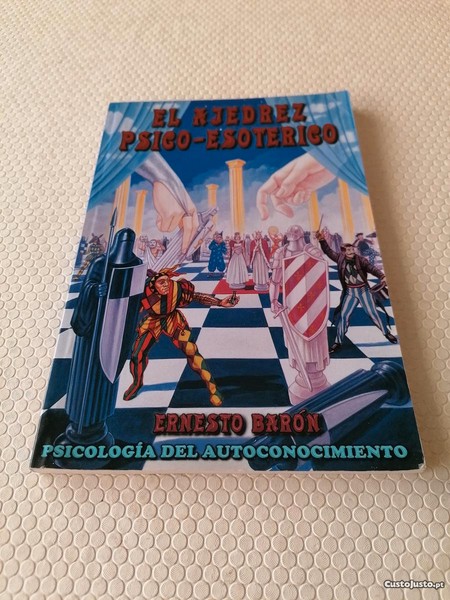 EL AJEDREZ
PSICO-ESOTERICO
ERNESTO BARÓN
PSICOLOGÍA DEL AUTOCONOCIMIENTO
CustoJusto.pt